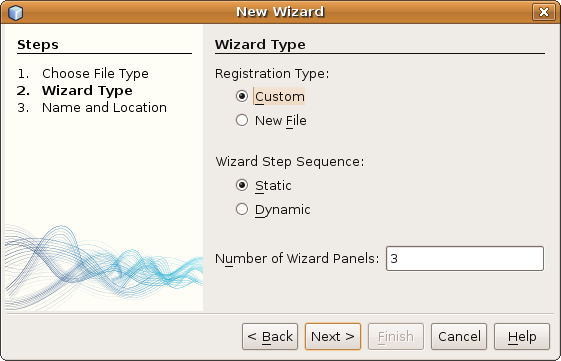 New Wizard
Steps
1. Choose File Type
2. Wizard Type
3. Name and Location
Wizard Type
Registration Type:
Custom
New File
Wizard Step Sequence:
Static
Dynamic
Number of Wizard Panels: 3
< Back Next > Finish Cancel Help